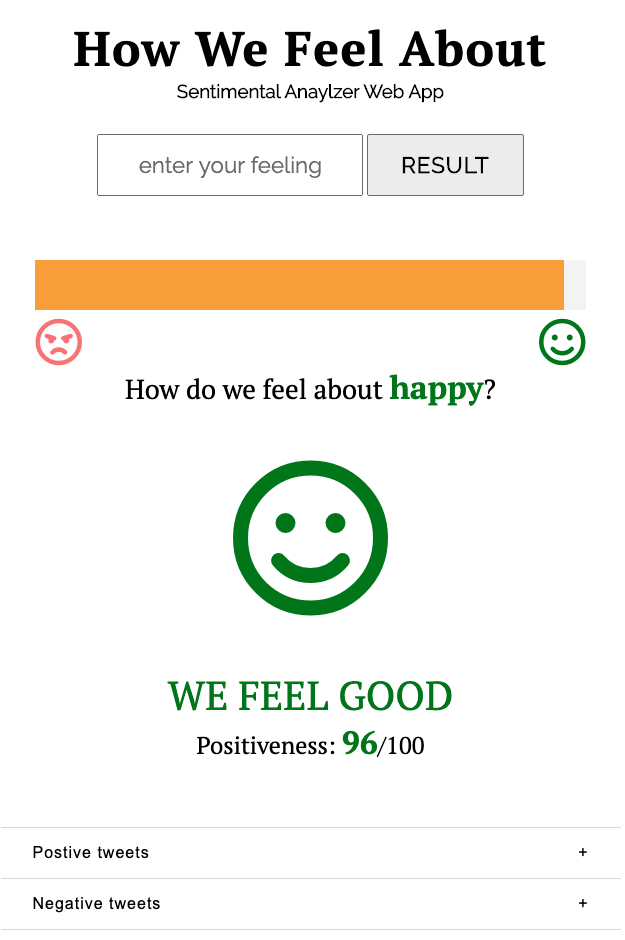 How We Feel About
Sentimental Anaylzer Web App
enter your feeling RESULT
How do we feel about happy?
WE FEEL GOOD
Positiveness: 96/100
Postive tweets +
Negative tweets +